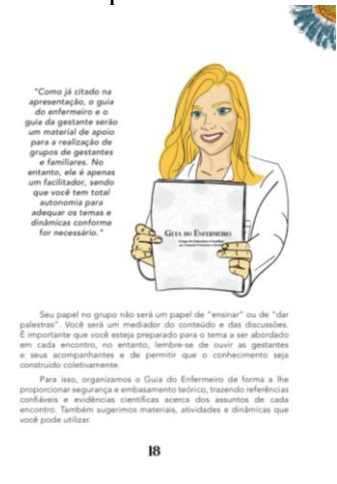 "Como já citado na
apresentação, o guia
do enfermeiro e o
guia da gestante serão
um material de apoio
para a realização de
grupos de gestantes
e familiares. No
entanto, ele é apenas
um facilitador, sendo
que você tem total
autonomia para
adequar os temas e
dinâmicas conforme
for necessário."
GUIA DO ENFERMEIRO
Seu papel no grupo não será um papel de "ensinar" ou de "dar
palestras". Você será um mediador do conteúdo e das discussões.
É importante que você esteja preparado para o tema a ser abordado
em cada encontro, no entanto, lembre-se de ouvir as gestantes
e seus acompanhantes e de permitir que o conhecimento seja
construído coletivamente.
Para isso, organizamos o Guia do Enfermeiro de forma a lhe
proporcionar segurança e embasamento teórico, trazendo referências
confiáveis e evidências científicas acerca dos assuntos de cada
encontro. Também sugerimos materiais, atividades e dinâmicas que
você pode utilizar.
18